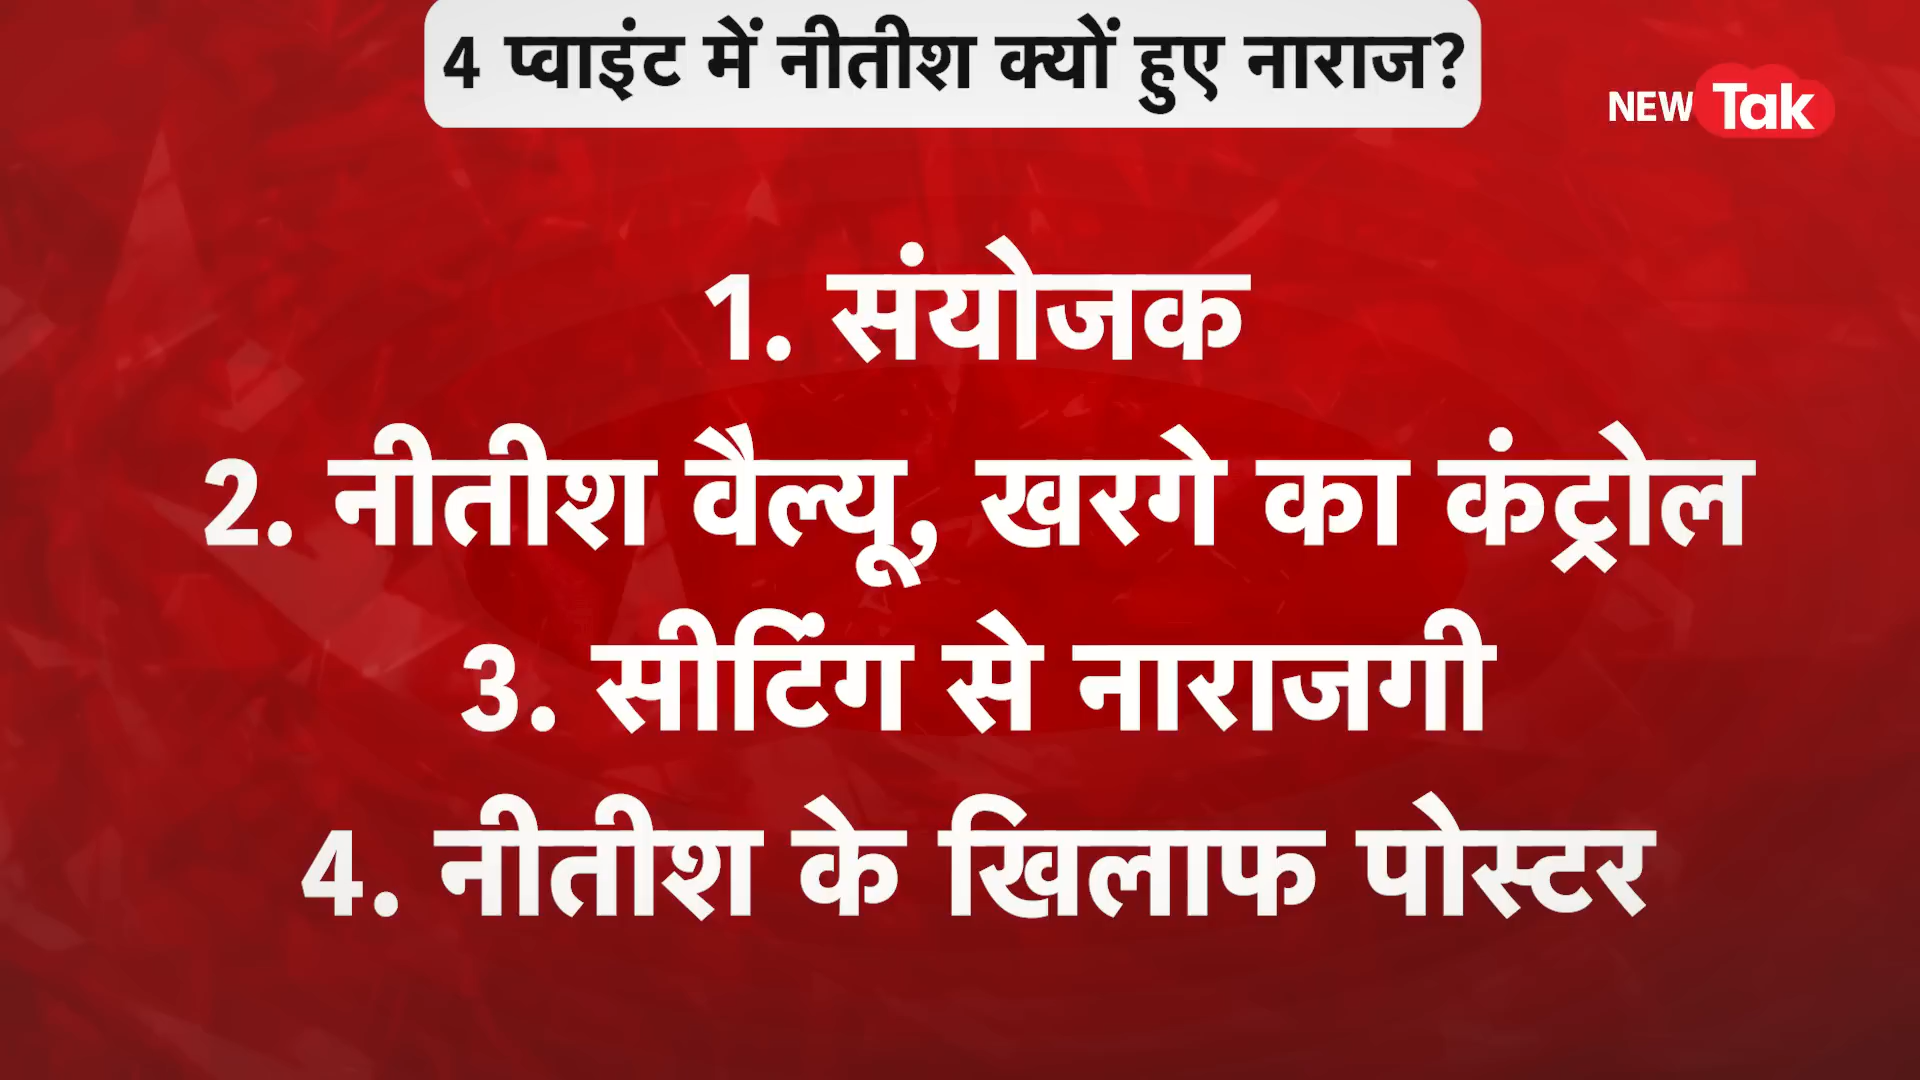 4 प्वाइंट में नीतीश क्यों हुए नाराज?
NEW Tak
1. संयोजक
2. नीतीश वैल्यू, खरगे का कंट्रोल
3. सीटिंग से नाराजगी
4. नीतीश के खिलाफ पोस्टर